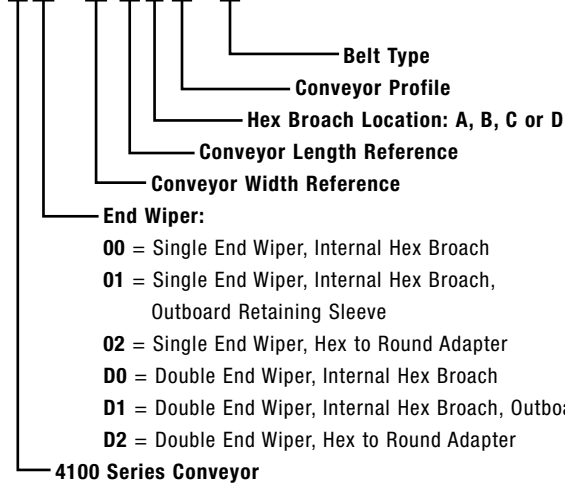 Belt Type
Conveyor Profile
Hex Broach Location: A, B, C or D
Conveyor Length Reference
Conveyor Width Reference
End Wiper:
00 = Single End Wiper, Internal Hex Broach
01 = Single End Wiper, Internal Hex Broach,
Outboard Retaining Sleeve
02 = Single End Wiper, Hex to Round Adapter
D0 = Double End Wiper, Internal Hex Broach
D1 = Double End Wiper, Internal Hex Broach,
D2 = Double End Wiper, Hex to Round Adapter
4100 Series Conveyor